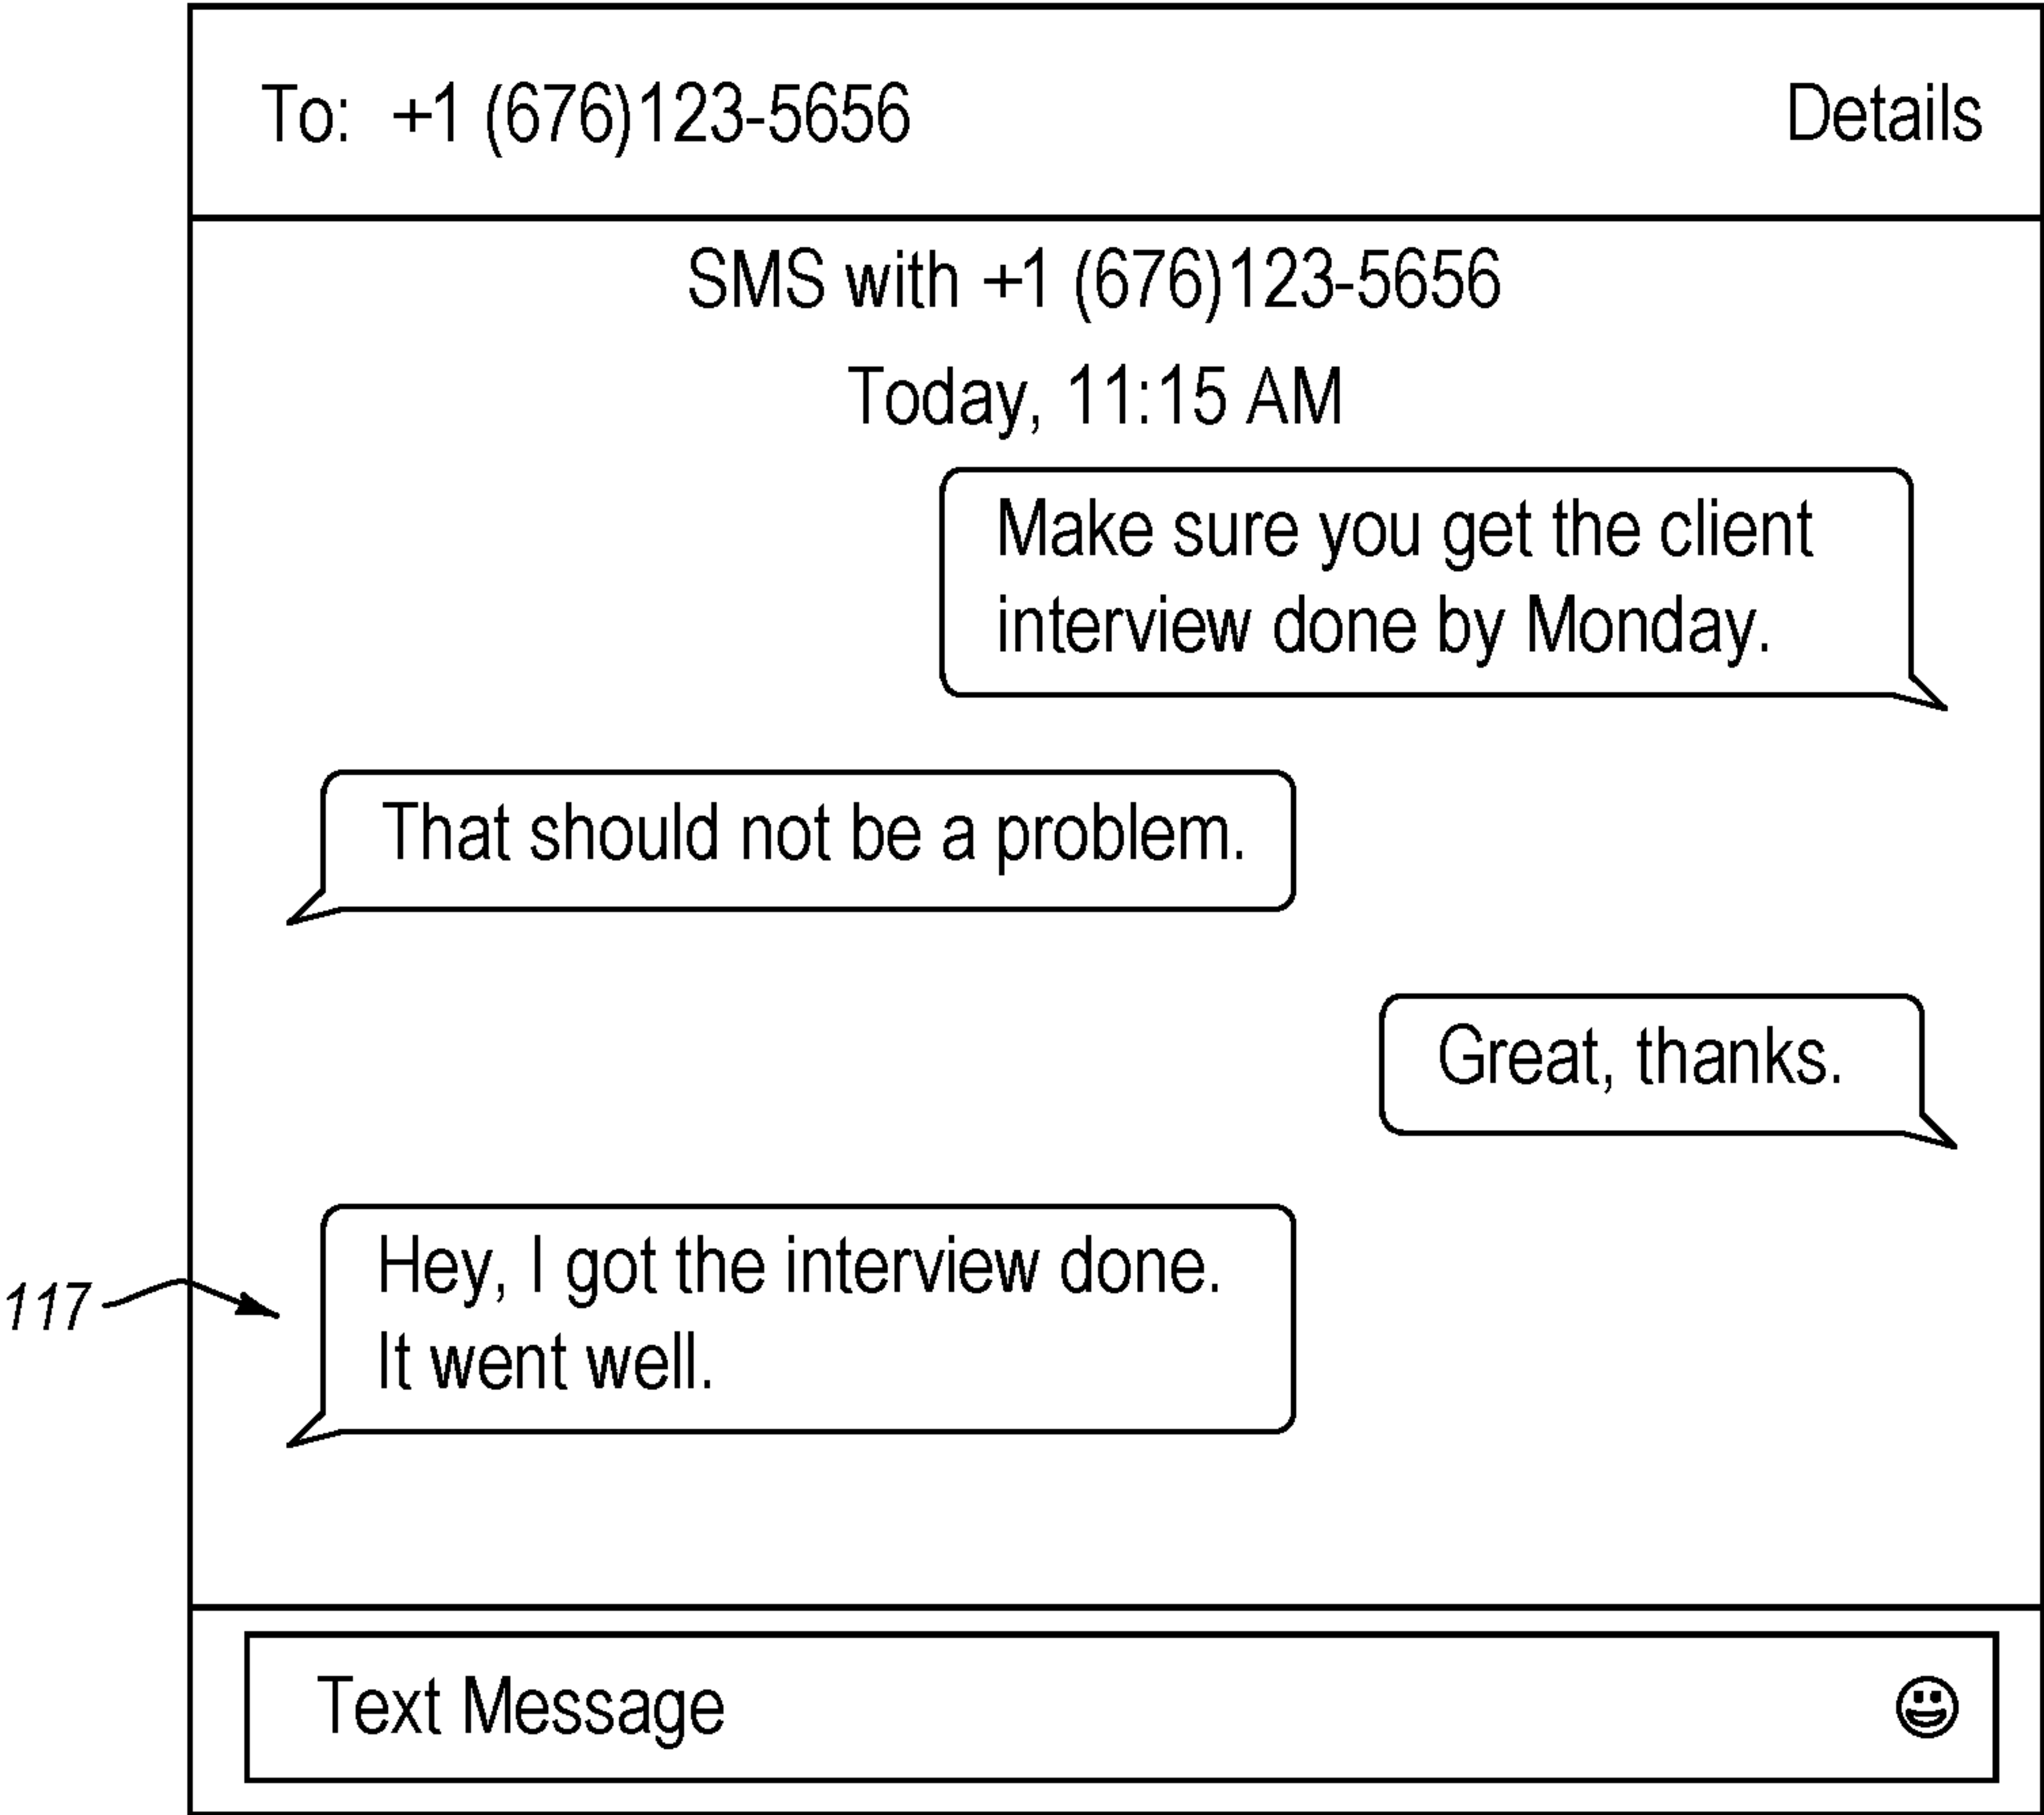 To: +1 (676)123-5656 Details
SMS with +1 (676)123-5656
Today, 11:15 AM
Make sure you get the client
interview done by Monday.
That should not be a problem.
Great, thanks.
Hey, I got the interview done.
It went well.
117
Text Message